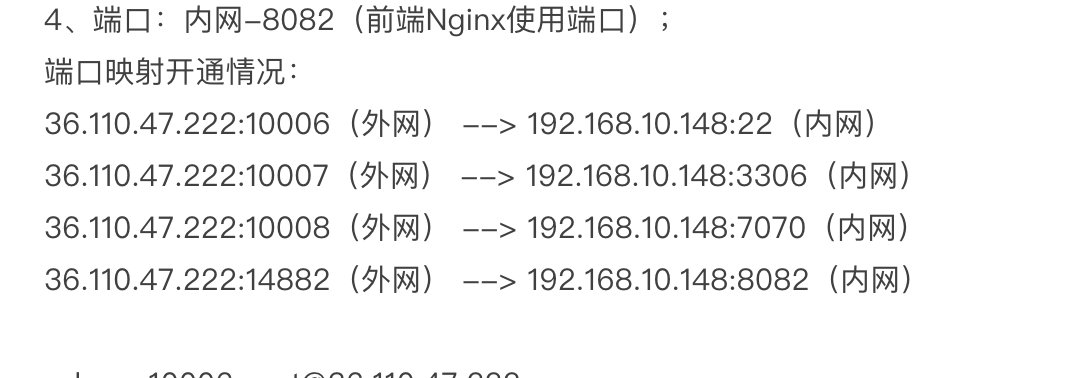 4、端口：内网-8082（前端Nginx使用端口）；
端口映射开通情况：
36.110.47.222:10006（外网） --> 192.168.10.148:22（内网）
36.110.47.222:10007（外网） --> 192.168.10.148:3306（内网）
36.110.47.222:10008（外网） --> 192.168.10.148:7070（内网）
36.110.47.222:14882（外网） --> 192.168.10.148:8082（内网）